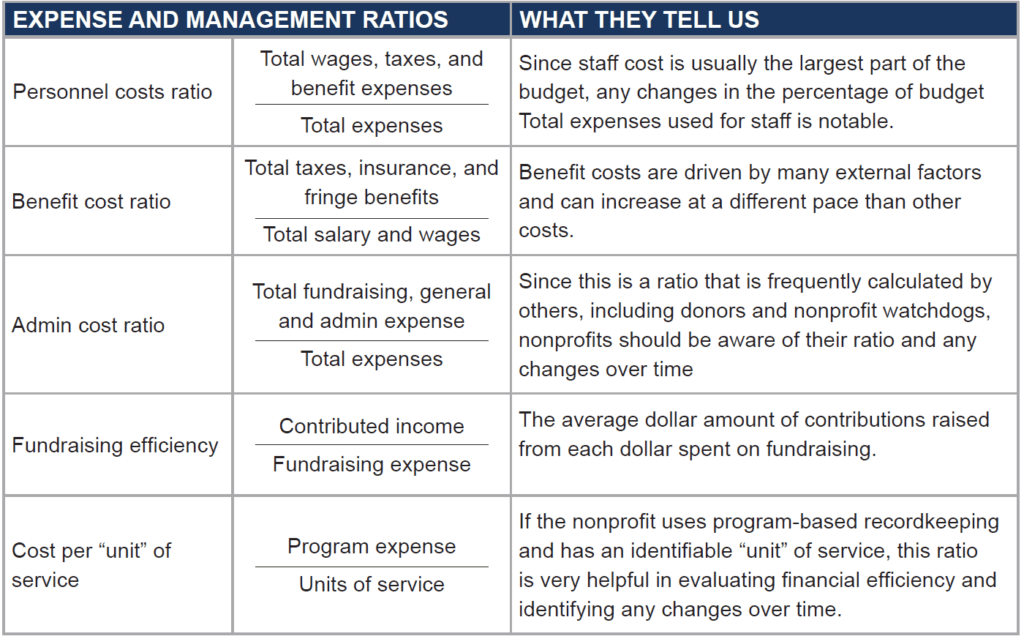 EXPENSE AND MANAGEMENT RATIOS
WHAT THEY TELL US
Personnel costs ratio
Total wages, taxes, and
benefit expenses
Total expenses
Since staff cost is usually the largest part of the
budget, any changes in the percentage of budget
Total expenses used for staff is notable.
Benefit cost ratio
Total taxes, insurance, and
fringe benefits
Total salary and wages
Benefit costs are driven by many external factors
and can increase at a different pace than other
costs.
Admin cost ratio
Total fundraising, general
and admin expense
Total expenses
Since this is a ratio that is frequently calculated by
others, including donors and nonprofit watchdogs,
nonprofits should be aware of their ratio and any
changes over time
Fundraising efficiency
Contributed income
Fundraising expense
The average dollar amount of contributions raised
from each dollar spent on fundraising.
Cost per “unit” of
service
Program expense
Units of service
If the nonprofit uses program-based recordkeeping
and has an identifiable “unit” of service, this ratio
is very helpful in evaluating financial efficiency and
identifying any changes over time.